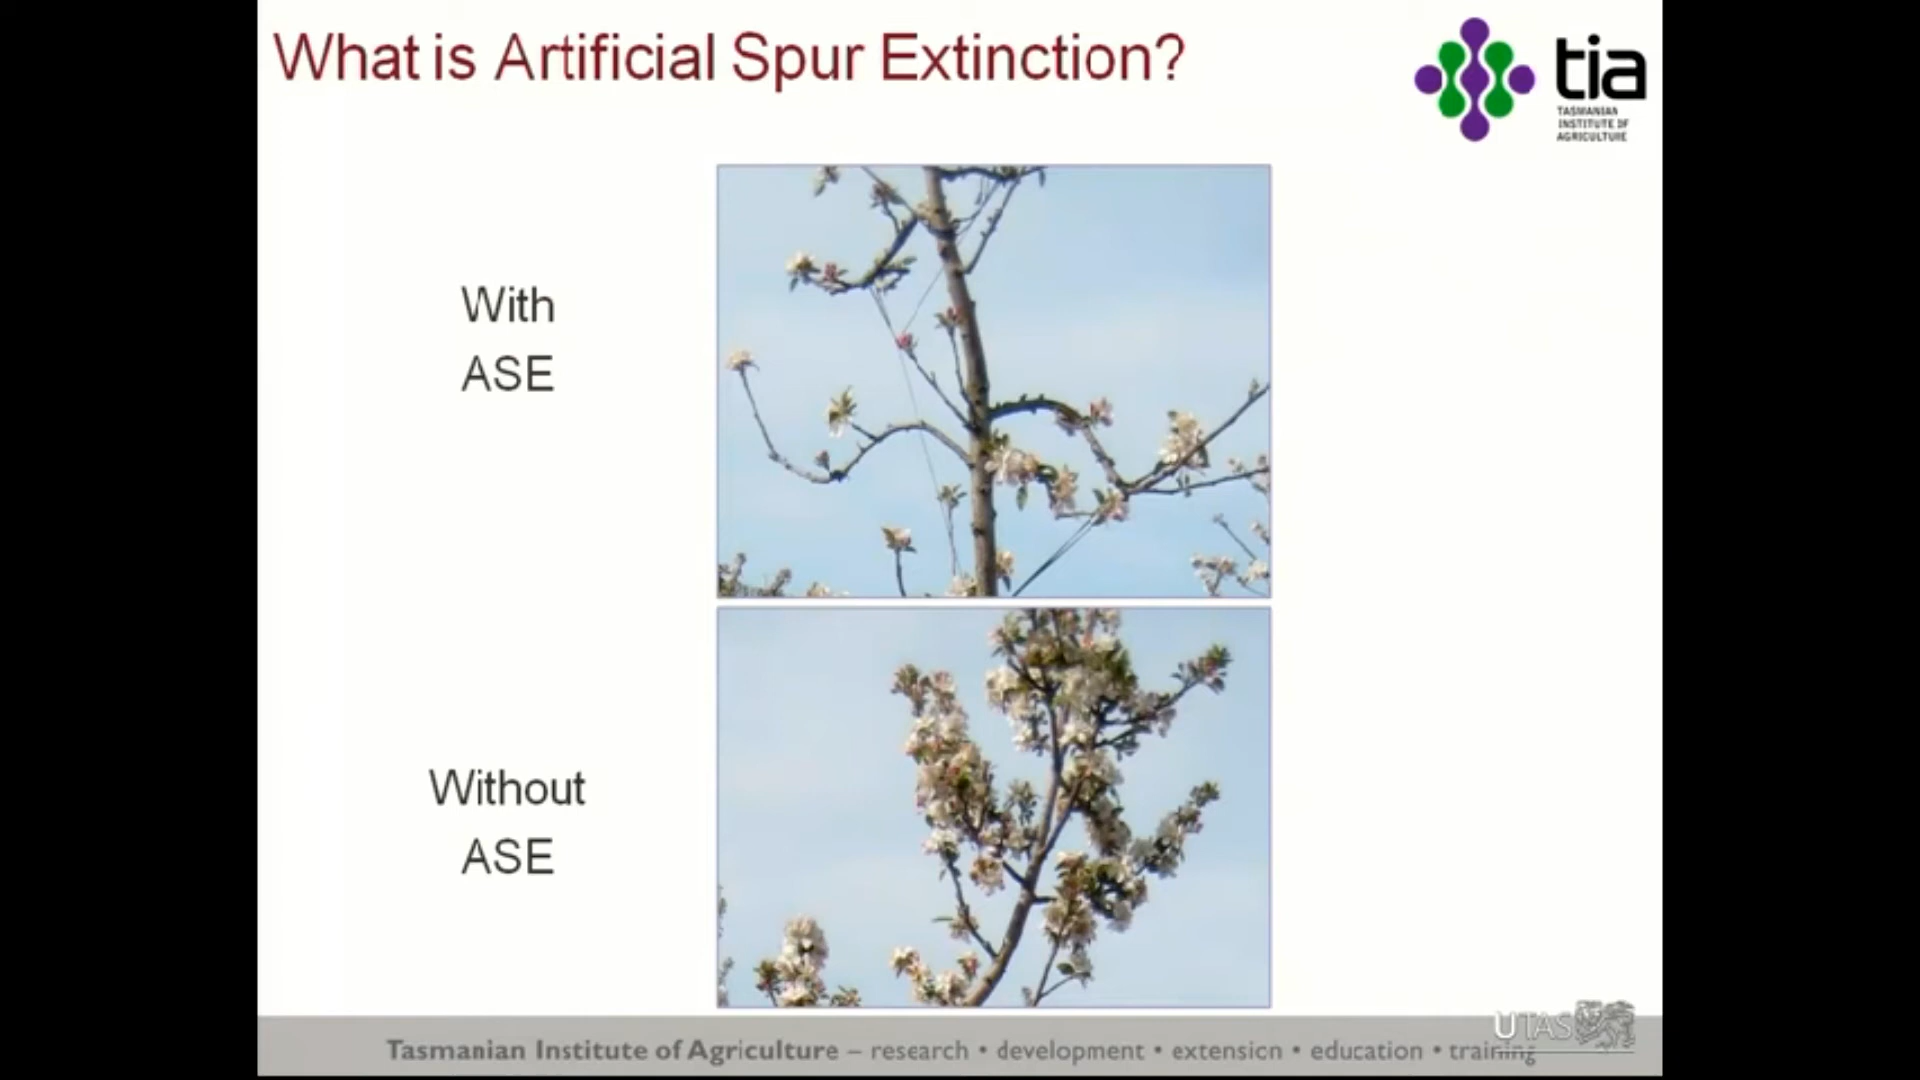 What is Artificial Spur Extinction?
tia
TASMANIAN
INSTITUTE OF
AGRICULTURE
With
ASE
Without
ASE
UTAS
Tasmanian Institute of Agriculture – research • development • extension • education • training